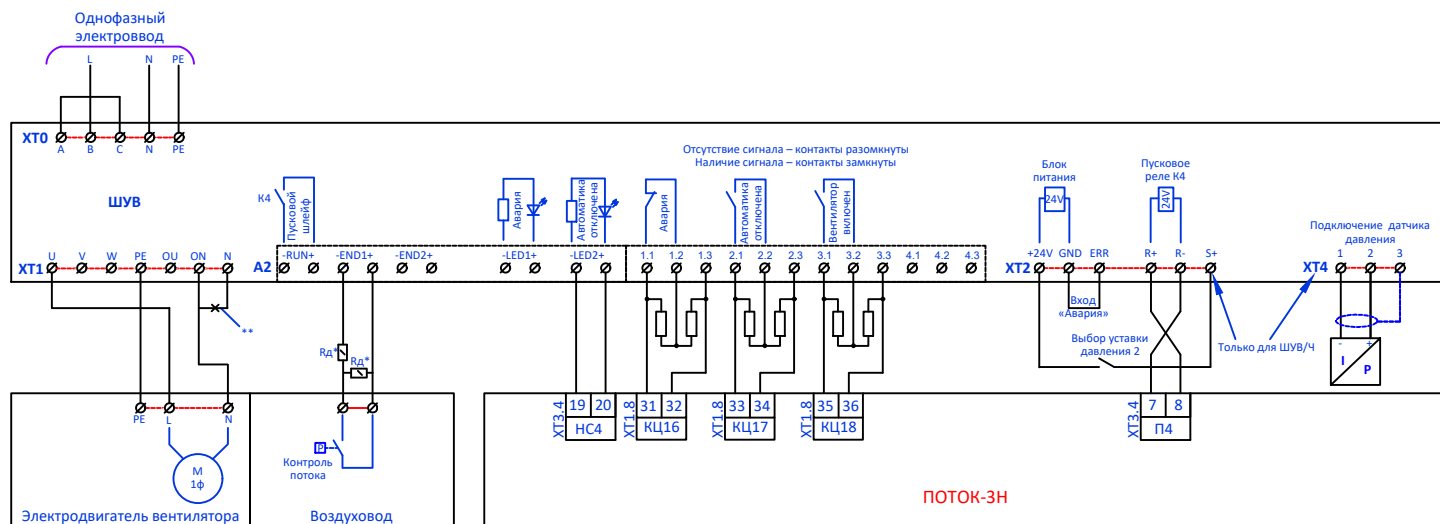 Однофазный
электроввод
L N PE
XT0
A B C N PE
ШУВ
K4
Пусковой
шлейф
Авария
Автоматика
отключена
Отсутствие сигнала – контакты разомкнуты
Наличие сигнала – контакты замкнуты
Авария
Автоматика
отключена
Вентилятор
включен
Блок
питания
24V
Пусковое
реле К4
24V
Подключение датчика
давления
XT1
U V W PE OU ON N
A2
-RUN+ -END1+ -END2+ -LED1+ -LED2+ 1.1 1.2 1.3 2.1 2.2 2.3 3.1 3.2 3.3 4.1 4.2 4.3
XT2
+24V GND ERR R+ R- S+
XT4
1 2 3
**
Rд*
Rд*
Вход
«Авария»
Выбор уставки
давления 2
Только для ШУВ/Ч
- +
I P
PE L N
М
1ф
Электродвигатель вентилятора
P
Контроль
потока
Воздуховод
XT3.4
19 20
НС4
XT1.8
31 32
КЦ16
XT1.8
33 34
КЦ17
XT1.8
35 36
КЦ18
XT3.4
7 8
П4
ПОТОК-3Н